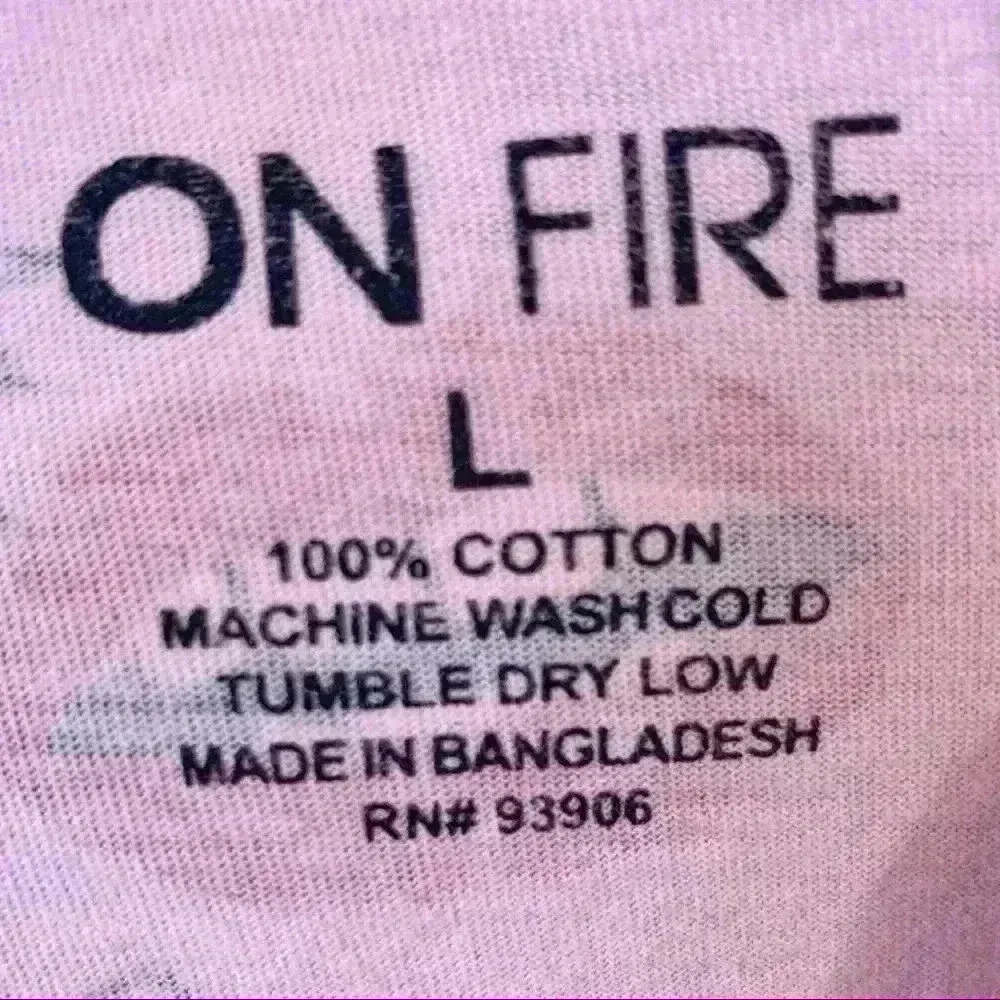 ON FIRE
L
100% COTTON
MACHINE WASH COLD
TUMBLE DRY LOW
MADE IN BANGLADESH
RN# 93906